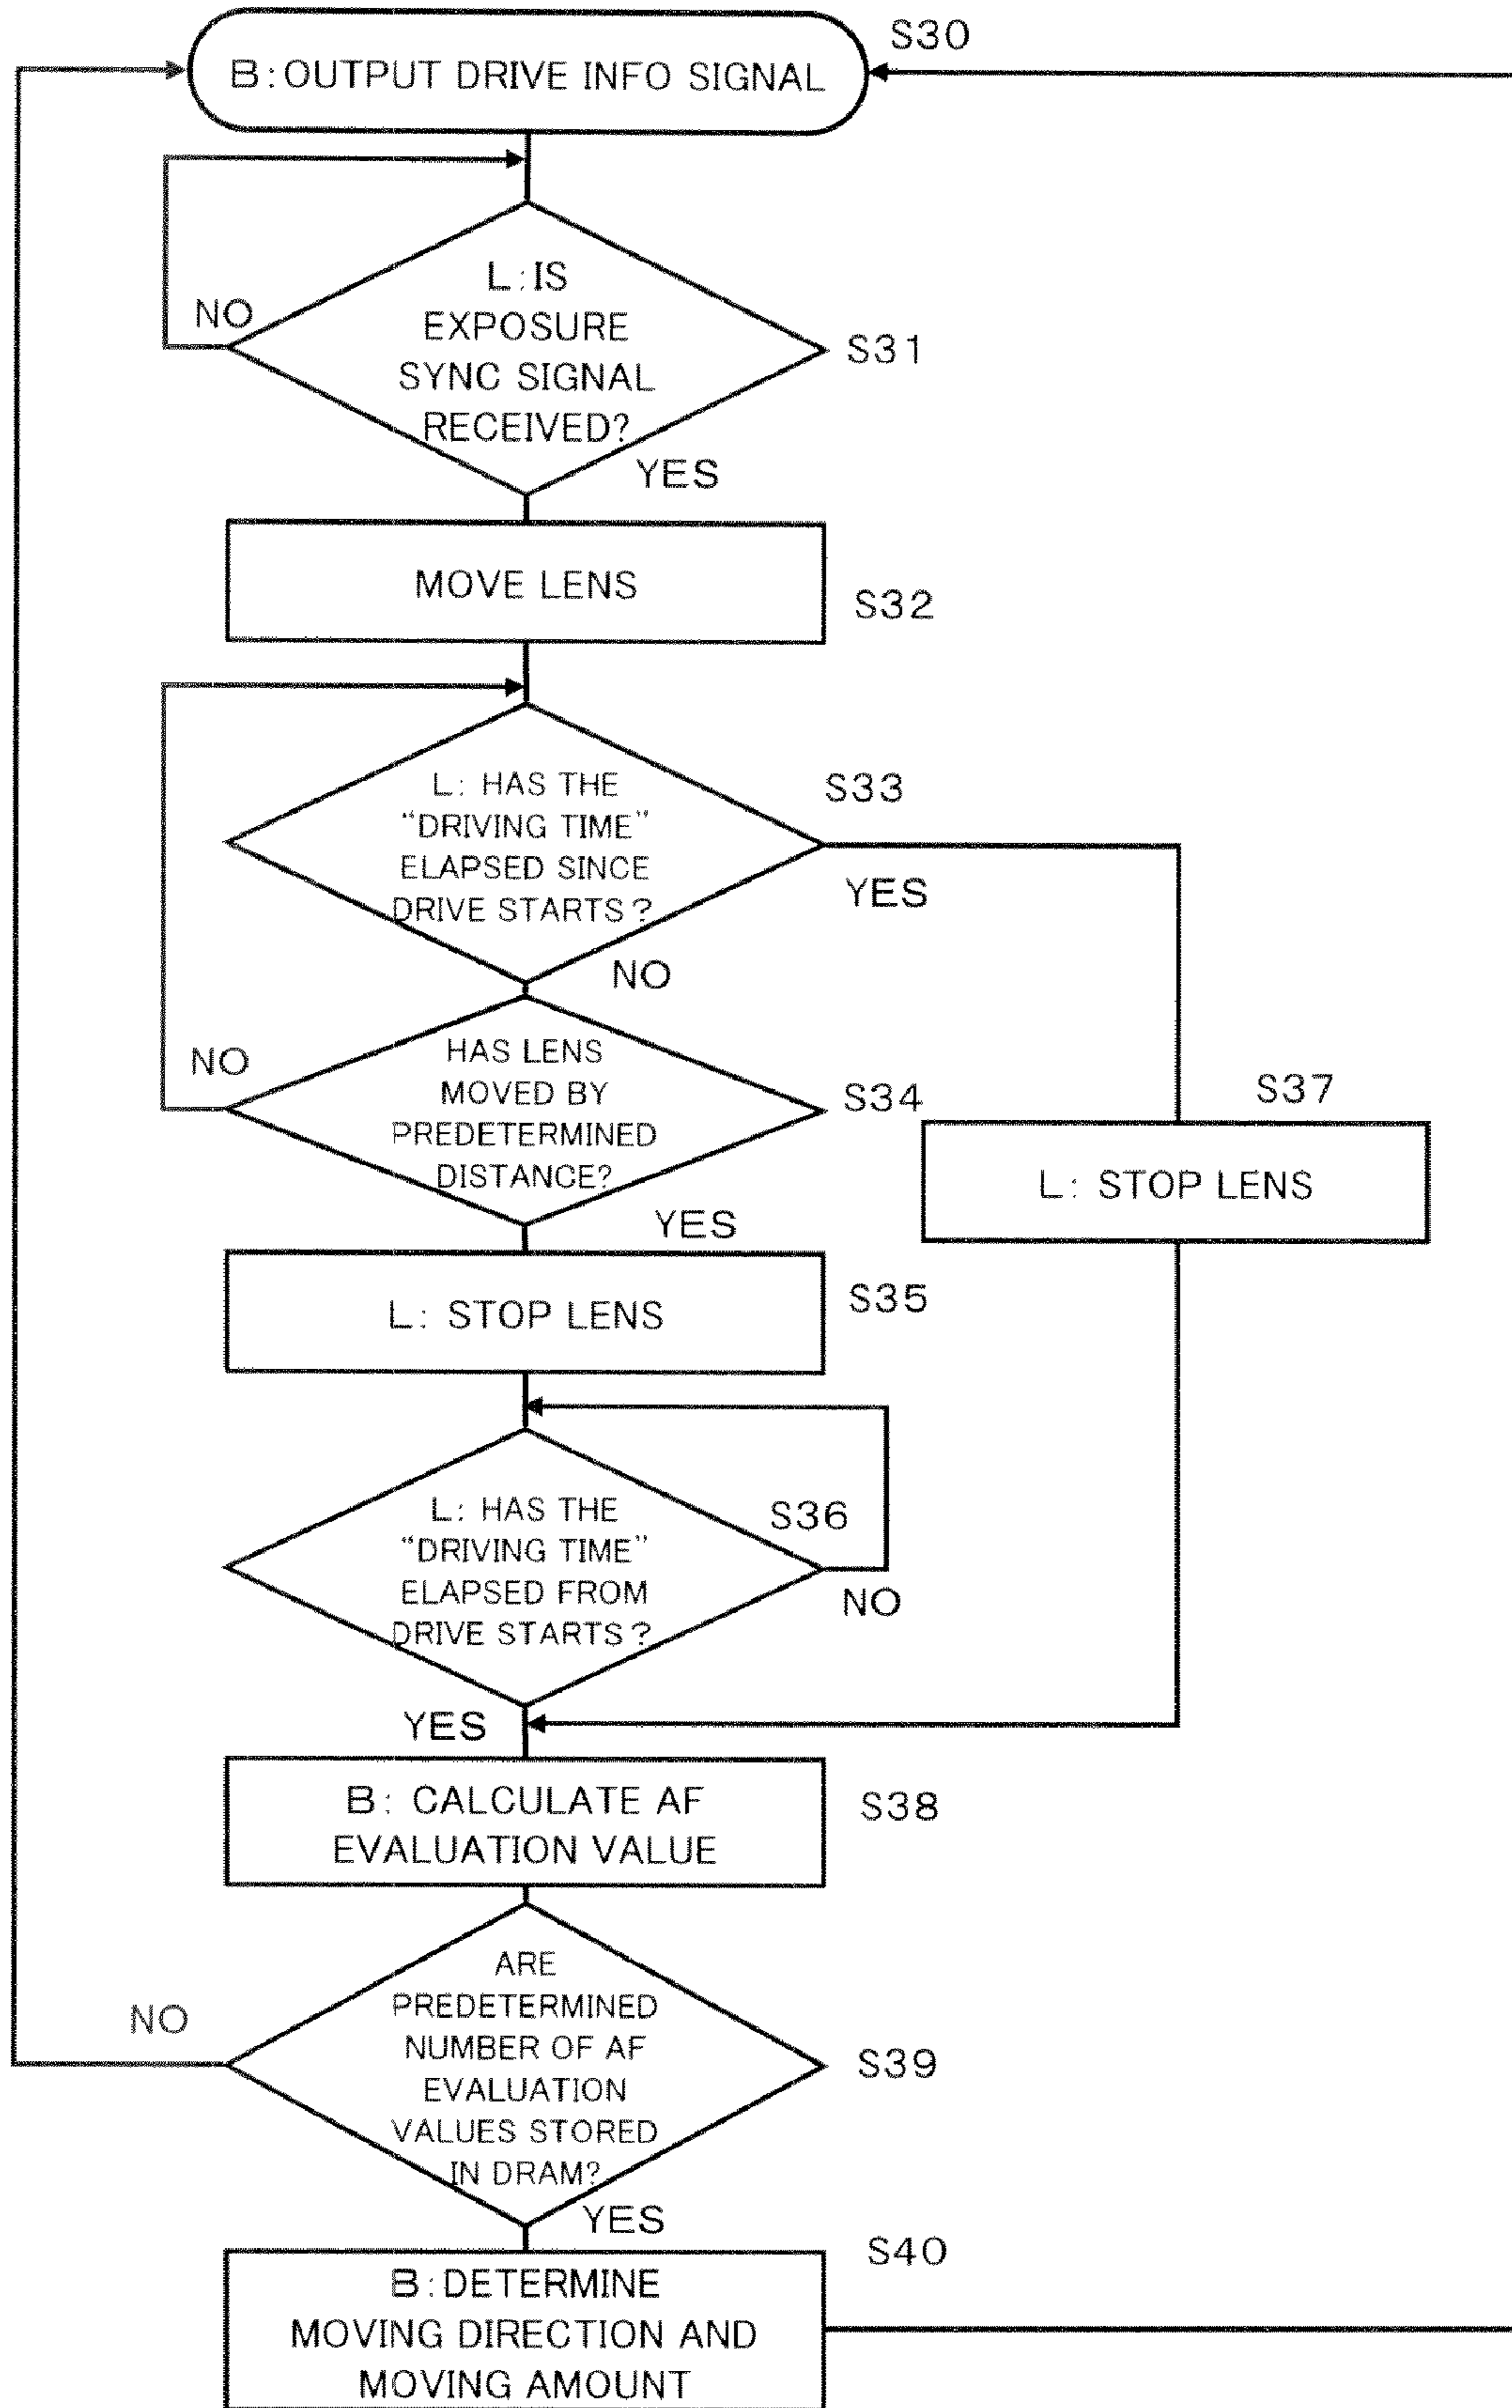 S30
B:OUTPUT DRIVE INFO SIGNAL
L:IS
EXPOSURE
SYNC SIGNAL
RECEIVED?
NO
S31
YES
MOVE LENS
S32
L: HAS THE
“DRIVING TIME”
ELAPSED SINCE
DRIVE STARTS?
S33
YES
NO
HAS LENS
MOVED BY
PREDETERMINED
DISTANCE?
NO
S34
YES
S37
L: STOP LENS
L: STOP LENS
S35
L: HAS THE
“DRIVING TIME”
ELAPSED FROM
DRIVE STARTS?
S36
NO
YES
B: CALCULATE AF
EVALUATION VALUE
S38
ARE
PREDETERMINED
NUMBER OF AF
EVALUATION
VALUES STORED
IN DRAM?
NO
S39
YES
S40
B:DETERMINE
MOVING DIRECTION AND
MOVING AMOUNT